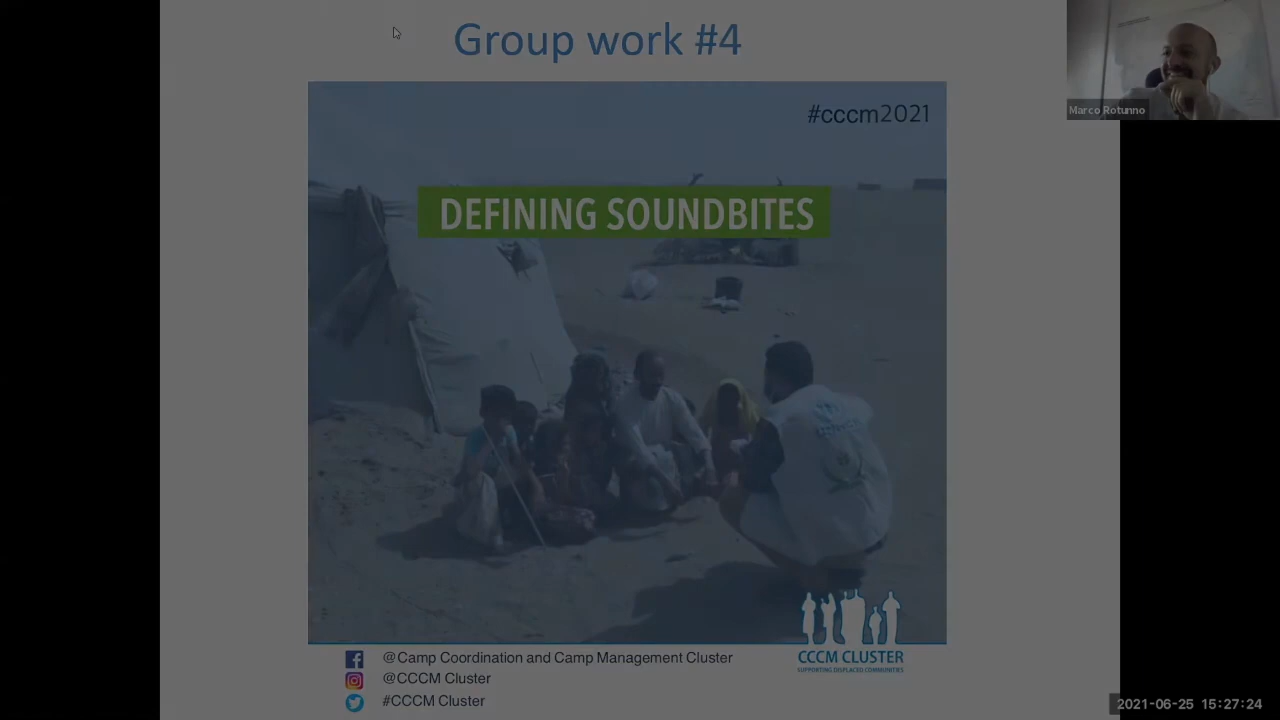 Group work #4
Marco Rotunno
#cccm2021
DEFINING SOUNDBITES
CCCM CLUSTER
SUPPORTING DISPLACED COMMUNITIES
@Camp Coordination and Camp Management Cluster
@CCCM Cluster
#CCCM Cluster
2021-06-25 15:27:24